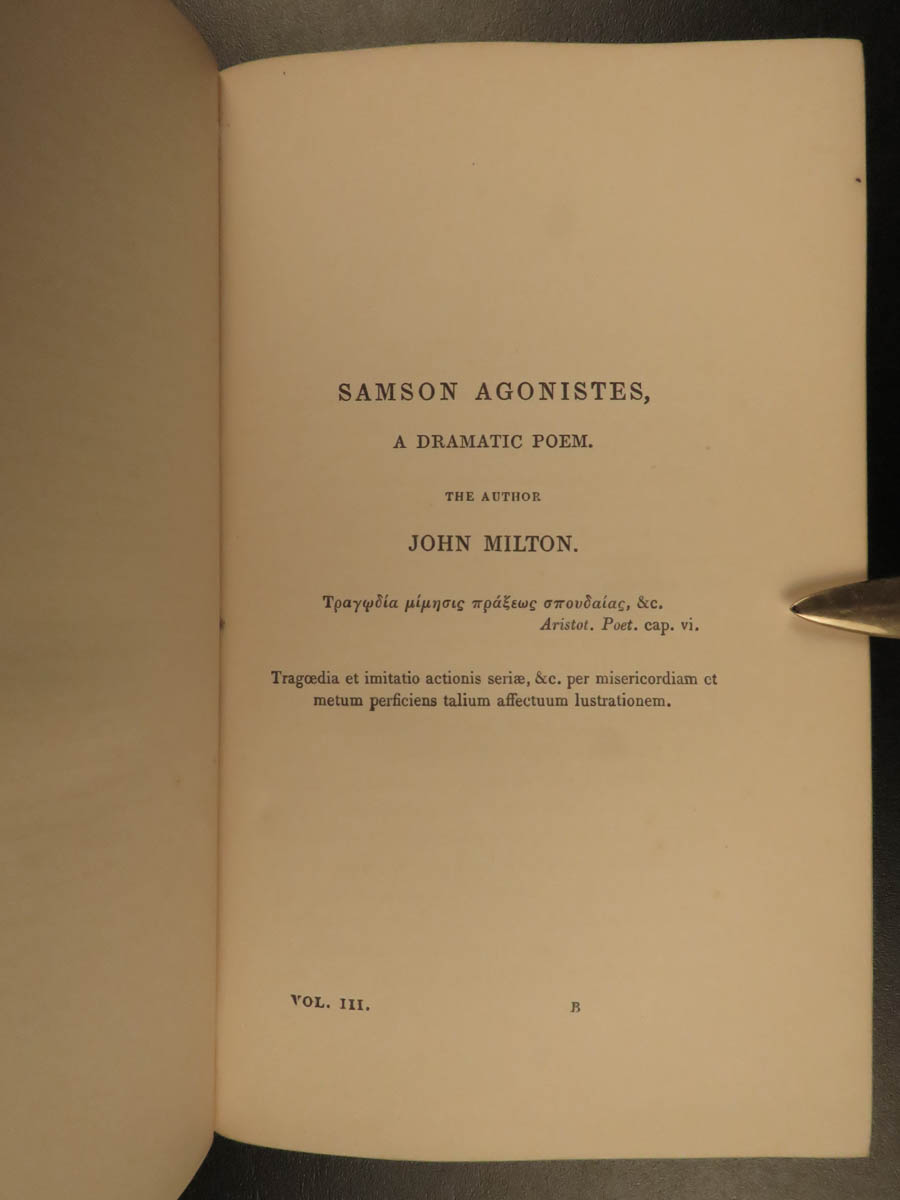 SAMSON AGONISTES,
A DRAMATIC POEM.
THE AUTHOR
JOHN MILTON.
Τραγῳδία μίμησις πράξεως σπουδαίας, &c.
Aristot. Poet. cap. vi.
Tragœdia et imitatio actionis seriæ, &c. per misericordiam et
metum perficiens talium affectuum lustrationem.
VOL. III. B